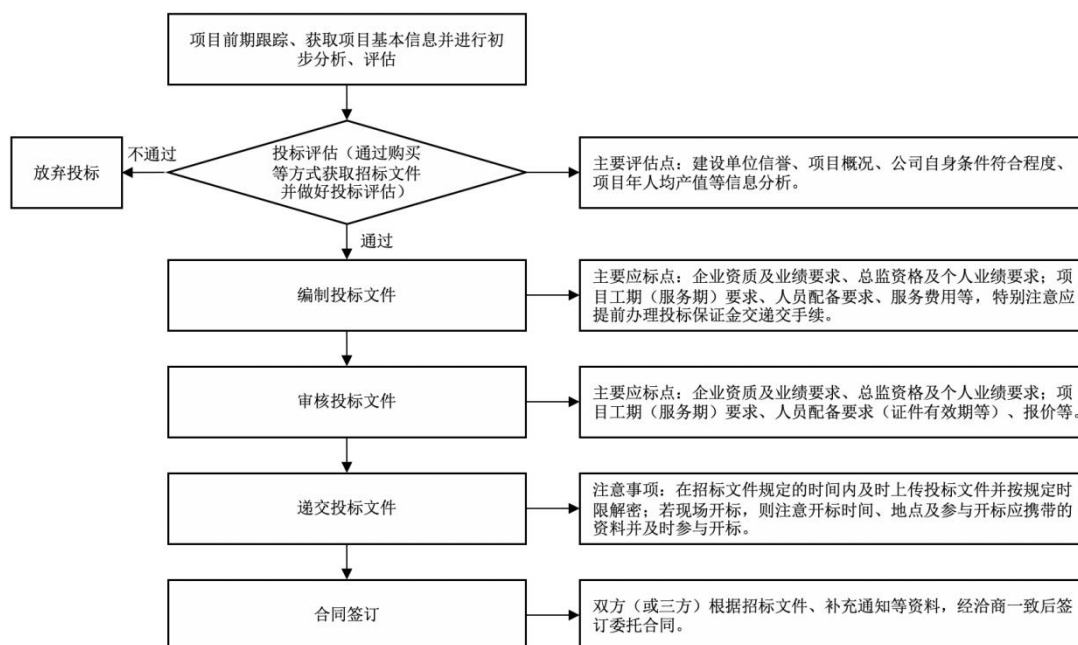 项目前期跟踪、获取项目基本信息并进行初
步分析、评估
不通过
放弃投标
投标评估（通过购买
等方式获取招标文件
并做好投标评估）
主要评估点：建设单位信誉、项目概况、公司自身条件符合程度、
项目年人均产值等信息分析。
通过
编制投标文件
主要应标点：企业资质及业绩要求、总监资格及个人业绩要求；项
目工期（服务期）要求、人员配备要求、服务费用等，特别注意应
提前办理投标保证金交递交手续。
审核投标文件
主要应标点：企业资质及业绩要求、总监资格及个人业绩要求；项
目工期（服务期）要求、人员配备要求（证件有效期等）、报价等。
递交投标文件
注意事项：在招标文件规定的时间内及时上传投标文件并按规定时
限解密；若现场开标，则注意开标时间、地点及参与开标应携带的
资料并及时参与开标。
合同签订
双方（或三方）根据招标文件、补充通知等资料，经洽商一致后签
订委托合同。